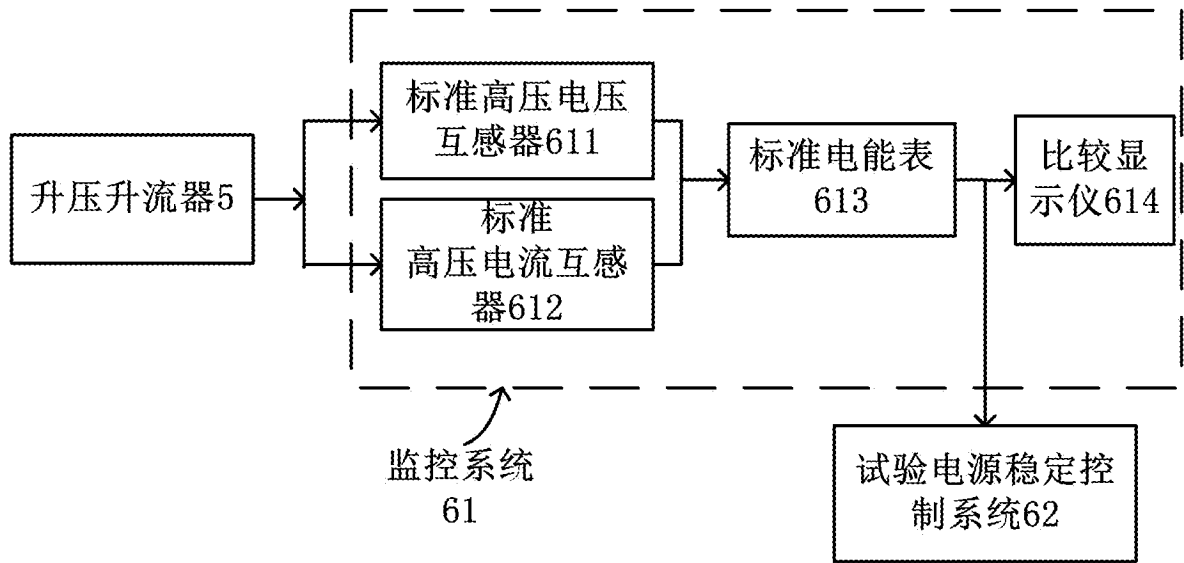 升压升流器5
标准高压电压
互感器611
标准
高压电流互感
器612
标准电能表
613
比较显
示仪614
监控系统
61
试验电源稳定控
制系统62